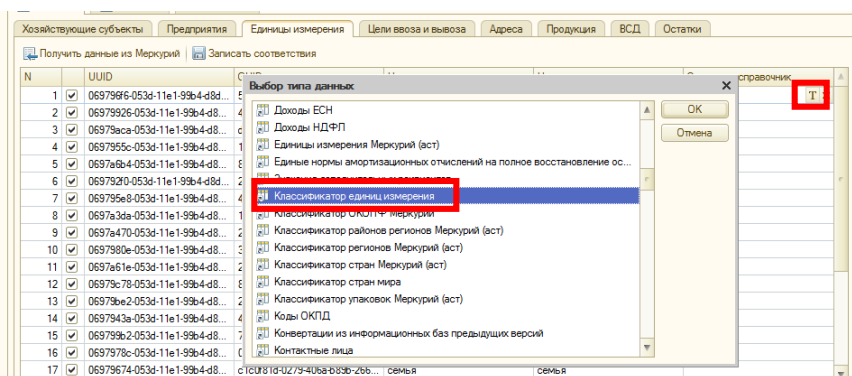 Хозяйствующие субъекты Предприятия Единицы измерения Цели ввоза и вывоза Адреса Продукция ВСД Остатки
Получить данные из Меркурий Записать соответствия
N UUID справочник
1 069796f6-053d-11e1-99b4-d8d... T
2 06979926-053d-11e1-99b4-d8...
3 06979aca-053d-11e1-99b4-d8...
4 0697955c-053d-11e1-99b4-d8...
5 0697a6b4-053d-11e1-99b4-d8...
6 069792f0-053d-11e1-99b4-d8d...
7 069795e8-053d-11e1-99b4-d8...
8 0697a3da-053d-11e1-99b4-d8...
9 0697a470-053d-11e1-99b4-d8...
10 0697980e-053d-11e1-99b4-d8...
11 0697a61e-053d-11e1-99b4-d8...
12 06979c78-053d-11e1-99b4-d8...
13 06979be2-053d-11e1-99b4-d8...
14 0697943a-053d-11e1-99b4-d8...
15 069799b2-053d-11e1-99b4-d8...
16 0697978c-053d-11e1-99b4-d8...
17 06979674-053d-11e1-99b4-d8... c1c0f81d-0279-406a-b89b-266... семья семья
Выбор типа данных
Доходы ЕСН
Доходы НДФЛ
Единицы измерения Меркурий (аст)
Единые нормы амортизационных отчислений на полное восстановление ос...
Классификатор единиц измерения
Классификатор ОКОПФ Меркурий
Классификатор районов регионов Меркурий (аст)
Классификатор регионов Меркурий (аст)
Классификатор стран Меркурий (аст)
Классификатор стран мира
Классификатор упаковок Меркурий (аст)
Коды ОКПД
Конвертации из информационных баз предыдущих версий
Контактные лица
OK
Отмена